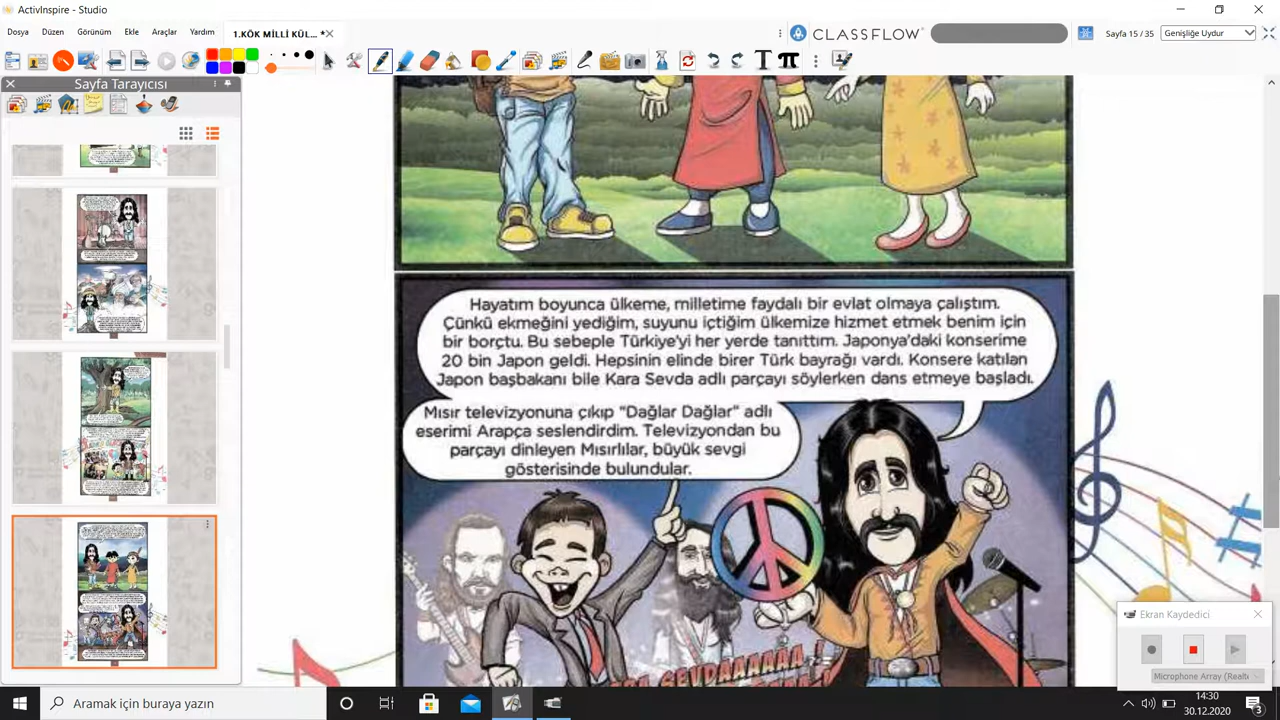 ActivInspire - Studio
Dosya Düzen Görünüm Ekle Araçlar Yardım
1.KÖK MİLLİ KÜL... *
CLASSFLOW
Sayfa 15 / 35
Genişliğe Uydur
Sayfa Tarayıcısı
Hayatım boyunca ülkeme, milletime faydalı bir evlat olmaya çalıştım.
Çünkü ekmeğini yediğim, suyunu içtiğim ülkemize hizmet etmek benim için
bir borçtu. Bu sebeple Türkiye'yi her yerde tanıttım. Japonya'daki konserime
20 bin Japon geldi. Hepsinin elinde birer Türk bayrağı vardı. Konsere katılan
Japon başbakanı bile Kara Sevda adlı parçayı söylerken dans etmeye başladı.
Mısır televizyonuna çıkıp "Dağlar Dağlar" adlı
eserimi Arapça seslendirdim. Televizyondan bu
parçayı dinleyen Mısırlılar, büyük sevgi
gösterisinde bulundular.
SEVDAAAAAA
Ekran Kaydedici
Microphone Array (Realte
Aramak için buraya yazın
14:30
30.12.2020
3